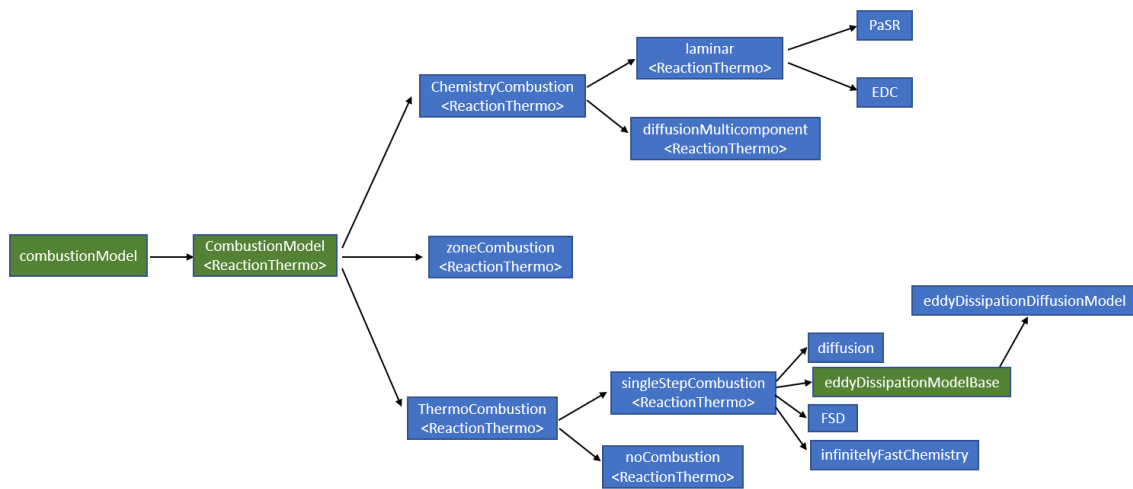 combustionModel
CombustionModel
<ReactionThermo>
ChemistryCombustion
<ReactionThermo>
laminar
<ReactionThermo>
PaSR
EDC
diffusionMulticomponent
<ReactionThermo>
zoneCombustion
<ReactionThermo>
ThermoCombustion
<ReactionThermo>
singleStepCombustion
<ReactionThermo>
diffusion
eddyDissipationModelBase
eddyDissipationDiffusionModel
FSD
infinitelyFastChemistry
noCombustion
<ReactionThermo>